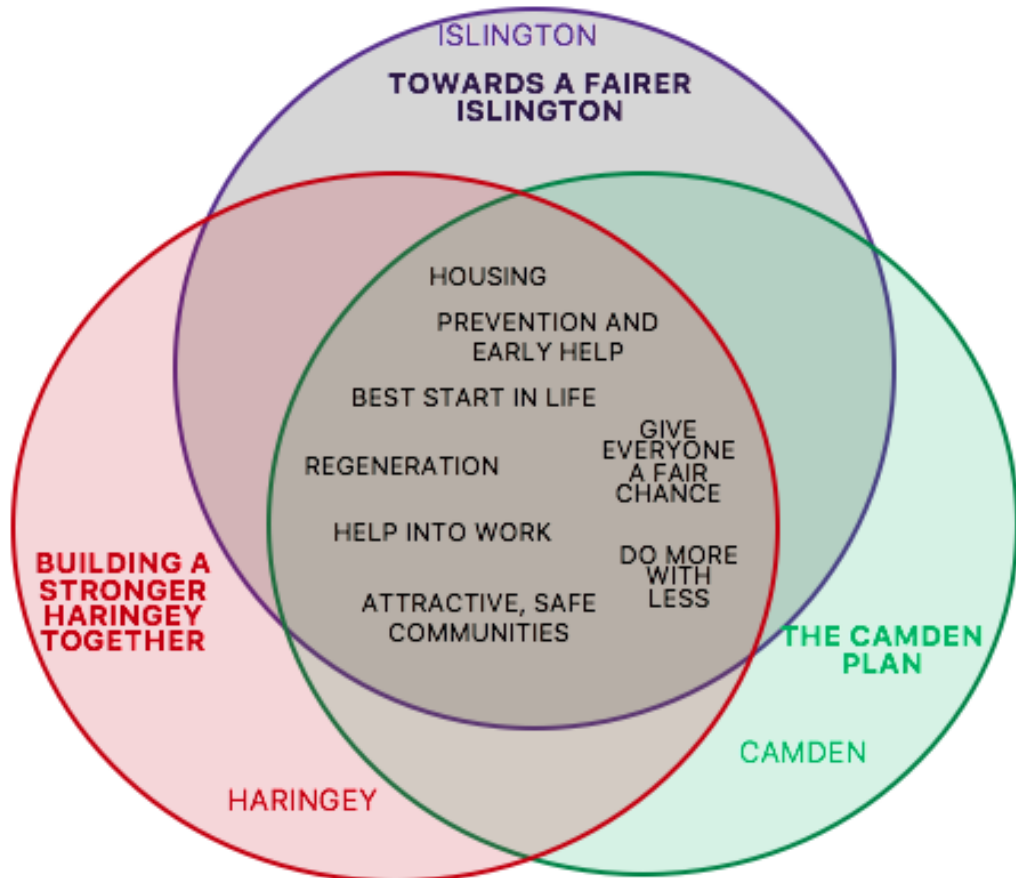 ISLINGTON
TOWARDS A FAIRER
ISLINGTON
HOUSING
PREVENTION AND
EARLY HELP
BEST START IN LIFE
GIVE
EVERYONE
A FAIR
CHANCE
REGENERATION
HELP INTO WORK
DO MORE
WITH
LESS
ATTRACTIVE, SAFE
COMMUNITIES
BUILDING A
STRONGER
HARINGEY
TOGETHER
THE CAMDEN
PLAN
CAMDEN
HARINGEY